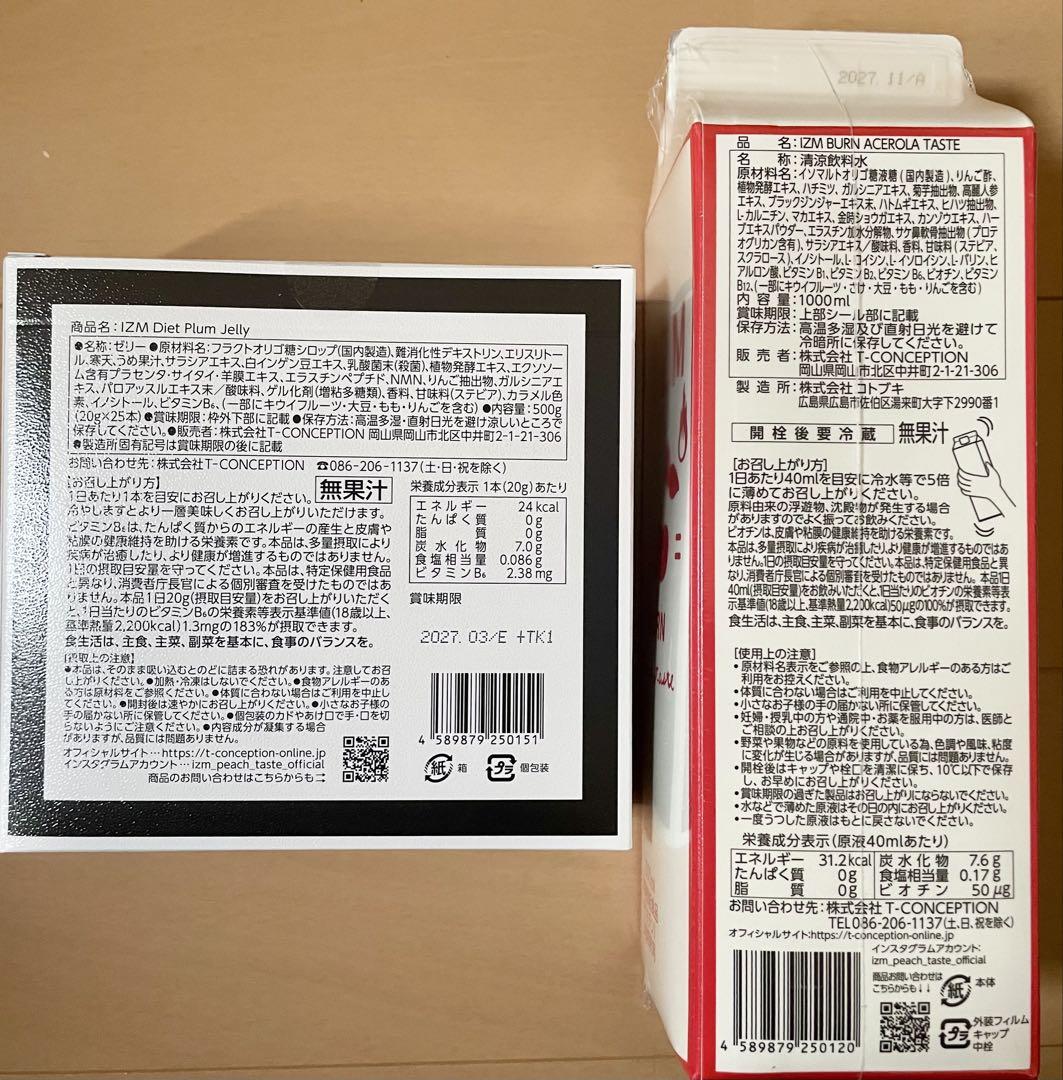 商品名：IZM Diet Plum Jelly
●名称：ゼリー ●原材料名：フラクトオリゴ糖シロップ(国内製造)、難消化性デキストリン、エリスリトー
ル、寒天、うめ果汁、サラシアエキス、白インゲン豆エキス、乳酸菌末(殺菌)、植物発酵エキス、エクソソー
ム含有プラセンタ・サイタイ・羊膜エキス、エラスチンペプチド、NMN、りんご抽出物、ガルシニアエ
キス、パロアッスルエキス末／酸味料、ゲル化剤(増粘多糖類)、香料、甘味料(ステビア)、カラメル色
素、イノシトール、ビタミンB₆、(一部にキウイフルーツ・大豆・もも・りんごを含む) ●内容量：500g
(20g×25本) ●賞味期限：枠外下部に記載 ●保存方法：高温多湿・直射日光を避け涼しいところで
保存してください。●販売者：株式会社T-CONCEPTION 岡山県岡山市北区中井町2-1-21-306
●製造所固有記号は賞味期限の後に記載
お問い合わせ先：株式会社T-CONCEPTION ☎086-206-1137(土・日・祝を除く)
【お召し上がり方】
1日あたり1本を目安にお召し上がりください。
冷やしますとより一層美味しくお召し上がりいただけます。
無果汁
ビタミンB₆は、たんぱく質からのエネルギーの産生と皮膚や
粘膜の健康維持を助ける栄養素です。本品は、多量摂取により
疾病が治癒したり、より健康が増進するものではありません。
1日の摂取目安量を守ってください。本品は、特定保健用食品
と異なり、消費者庁長官による個別審査を受けたものではあ
りません。本品1日20g(摂取目安量)をお召し上がりいただく
と、1日当たりのビタミンB₆の栄養素等表示基準値(18歳以上、
基準熱量2,200kcal)1.3mgの183%が摂取できます。
食生活は、主食、主菜、副菜を基本に、食事のバランスを。
栄養成分表示 1本(20g)あたり
エネルギー 24 kcal
たんぱく質 0 g
脂質 0 g
炭水化物 7.0 g
食塩相当量 0.086 g
ビタミンB₆ 2.38 mg
賞味期限
2027. 03/E +TK1
【摂取上の注意】
●本品は、そのまま吸い込むとのどに詰まる恐れがあります。注意してお召
し上がりください。●加熱・冷凍はしないでください。●食物アレルギーのあ
る方は原材料をご参照ください。●体質に合わない場合はご利用を中止し
てください。●開封後は速やかにお召し上がりください。●小さなお子様の
手の届かない所に保管してください。●個包装のカドやあけ口で手・口を切
らないようにご注意ください。●内容成分が凝集する場合
がありますが、品質には問題ありません。
オフィシャルサイト…https://t-conception-online.jp
インスタグラムアカウント…izm_peach_taste_official
商品のお問い合わせはこちらからも→
4 589879 250151
紙 箱
プラ 個包装
2027. 11/A
品名：IZM BURN ACEROLA TASTE
名称：清涼飲料水
原材料名：イソマルトオリゴ糖液糖(国内製造)、りんご酢、
植物発酵エキス、ハチミツ、ガルシニアエキス、菊芋抽出物、高麗人参
エキス、ブラックジンジャーエキス末、ハトムギエキス、ヒハツ抽出物、
L-カルニチン、マカエキス、金時ショウガエキス、カンゾウエキス、ハー
ブエキスパウダー、エラスチン加水分解物、サケ鼻軟骨抽出物(プロテ
オグリカン含有)、サラシアエキス／酸味料、香料、甘味料(ステビア、
スクラロース)、イノシトール、L-ロイシン、L-イソロイシン、L-バリン、ヒ
アルロン酸、ビタミンB₁、ビタミンB₂、ビタミンB₆、ビオチン、ビタミン
B₁₂、(一部にキウイフルーツ・さけ・大豆・もも・りんごを含む)
内容量：1000ml
賞味期限：上部シール部に記載
保存方法：高温多湿及び直射日光を避けて
冷暗所に保存してください。
販売者：株式会社 T-CONCEPTION
岡山県岡山市北区中井町2-1-21-306
製造所：株式会社 コトブキ
広島県広島市佐伯区湯来町大字下2990番1
開栓後要冷蔵 無果汁
【お召し上がり方】
1日あたり40mlを目安に冷水等で5倍
に薄めてお召し上がりください。
原料由来の浮遊物、沈殿物が発生する場合
がありますのでよく振ってお飲みください。
ビオチンは、皮膚や粘膜の健康維持を助ける栄養素です。
本品は、多量摂取により疾病が治癒したり、より健康が増進するものではあ
りません。1日の摂取目安量を守ってください。本品は、特定保健用食品と異
なり、消費者庁長官による個別審査を受けたものではありません。本品1日
40ml(摂取目安量)をお飲みいただくと、1日当たりのビオチンの栄養素等表
示基準値(18歳以上、基準熱量2,200kcal)50μgの100%が摂取できます。
食生活は、主食、主菜、副菜を基本に、食事のバランスを。
【使用上の注意】
•原材料名表示をご参照の上、食物アレルギーのある方はご利用
をお控えください。
•体質に合わない場合はご利用を中止してください。
•小さなお子様の手の届かない所に保管してください。
•妊婦・授乳中の方や通院中・お薬を服用中の方は、医師と
ご相談の上お召し上がりください。
•野菜や果物などの原料を使用している為、色調や風味、粘度
に変化が生じる場合がありますが、品質には問題ありません。
•開栓後はキャップや栓口を清潔に保ち、10℃以下で保存
し、お早めにお召し上がりください。
•賞味期限の過ぎた製品はお召し上がりにならないでください。
•水などで薄めた原液はその日の内にお召し上がりください。
•一度うつした原液はもとに戻さないでください。
栄養成分表示(原液40mlあたり)
エネルギー 31.2kcal 炭水化物 7.6g
たんぱく質 0g 食塩相当量 0.17g
脂質 0g ビオチン 50μg
お問い合わせ先：株式会社 T-CONCEPTION
TEL086-206-1137(土、日、祝を除く)
オフィシャルサイト：https://t-conception-online.jp
インスタグラムアカウント：
izm_peach_taste_official
商品お問い合わせは
こちらからも↓↓
紙 本体
プラ 外装フィルム
キャップ
中栓
4 589879 250120